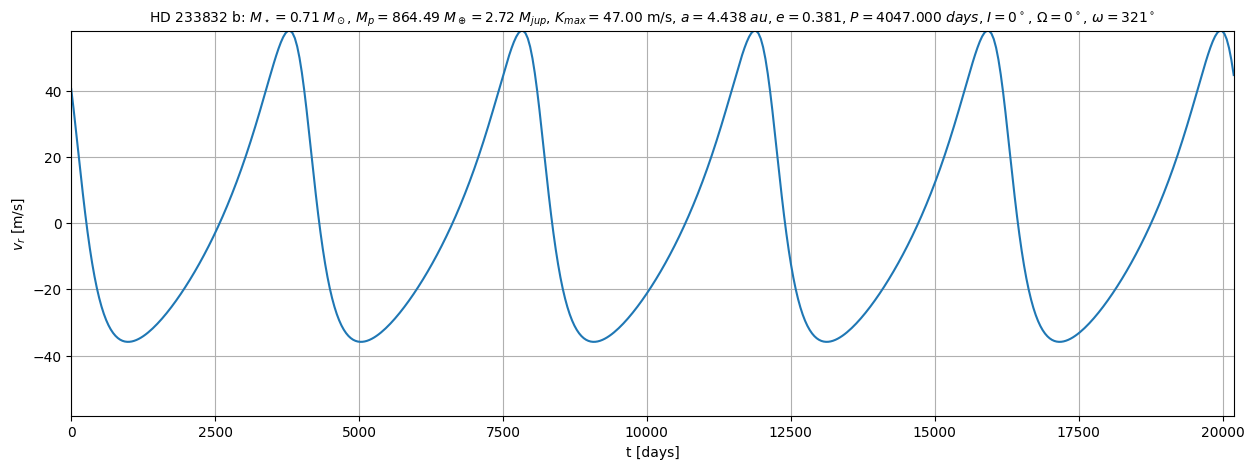 HD 233832 b: M⋆ = 0.71 M⊙, Mp = 864.49 M⊕ = 2.72 Mjup, Kmax = 47.00 m/s, a = 4.438 au, e = 0.381, P = 4047.000 days, I = 0°, Ω = 0°, ω = 321°
vr [m/s]
40
20
0
−20
−40
0 2500 5000 7500 10000 12500 15000 17500 20000
t [days]